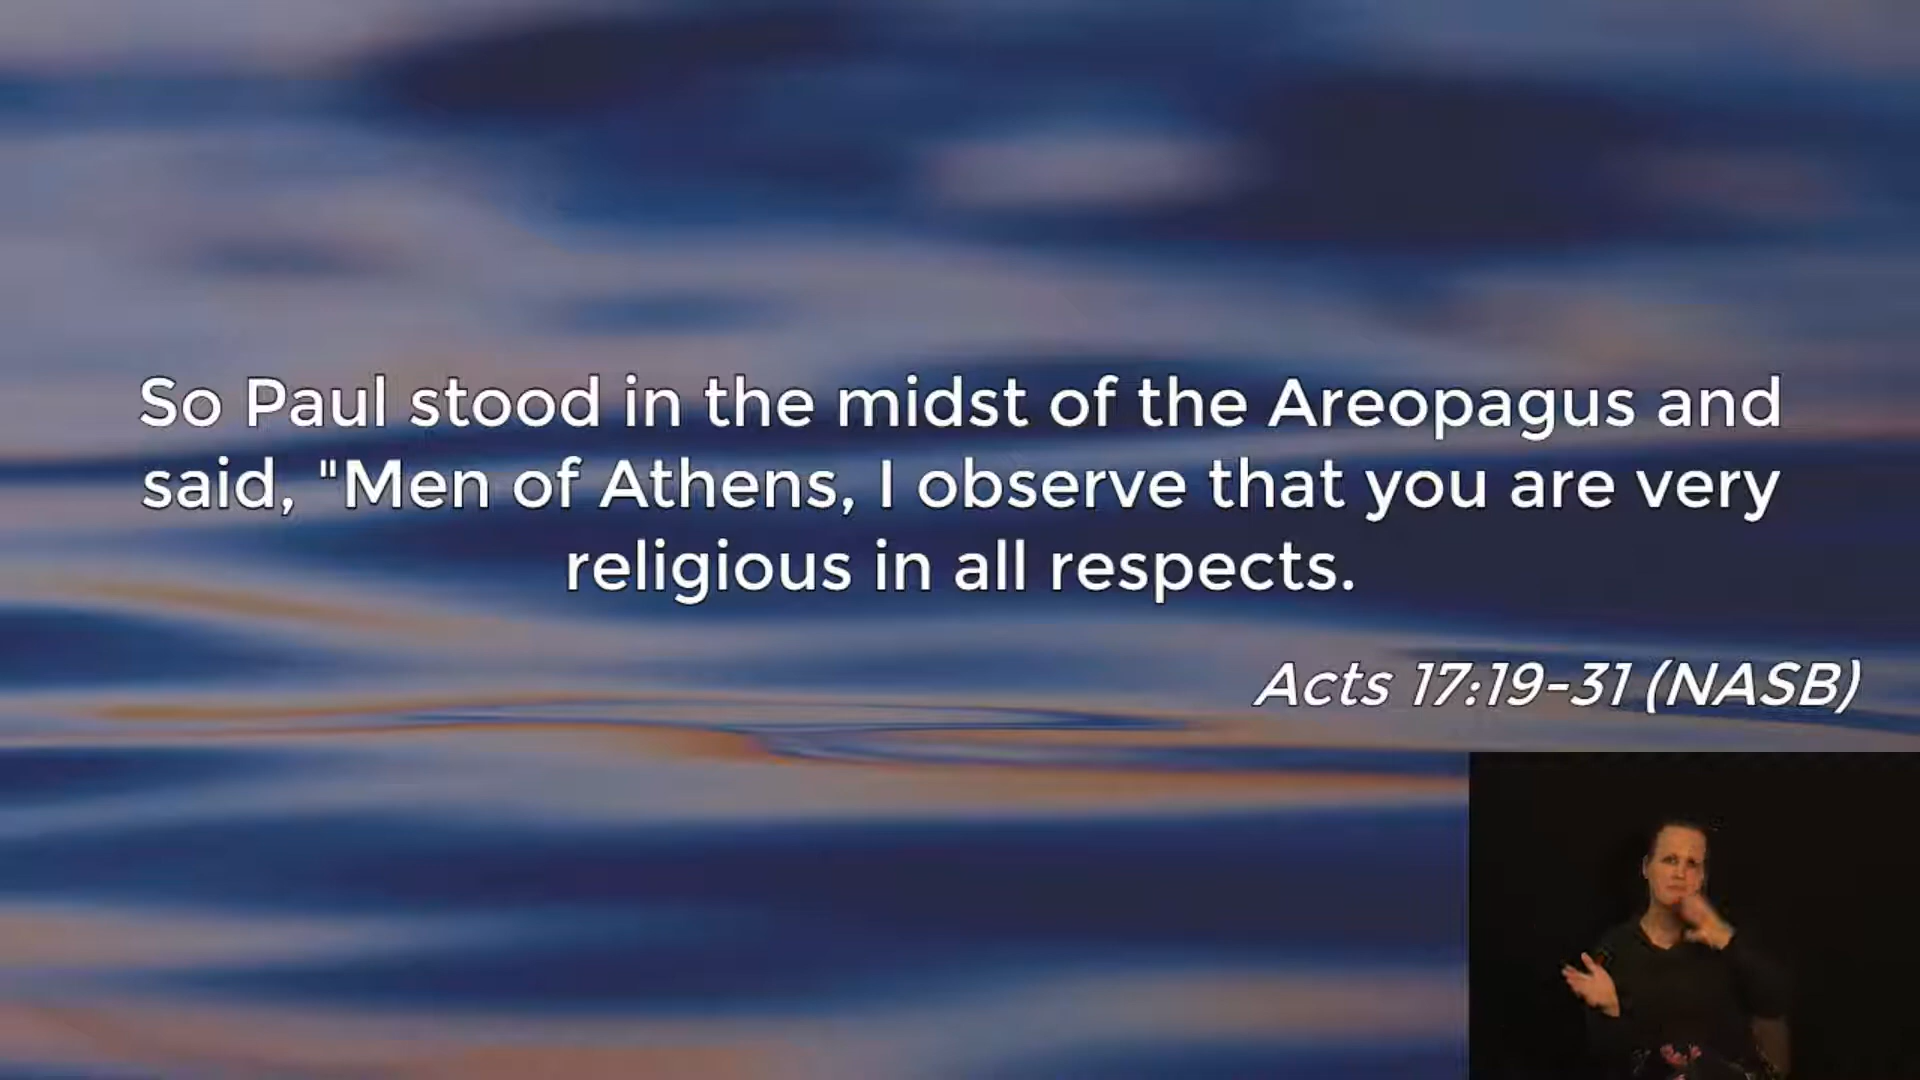 So Paul stood in the midst of the Areopagus and
said, "Men of Athens, I observe that you are very
religious in all respects.
Acts 17:19-31 (NASB)